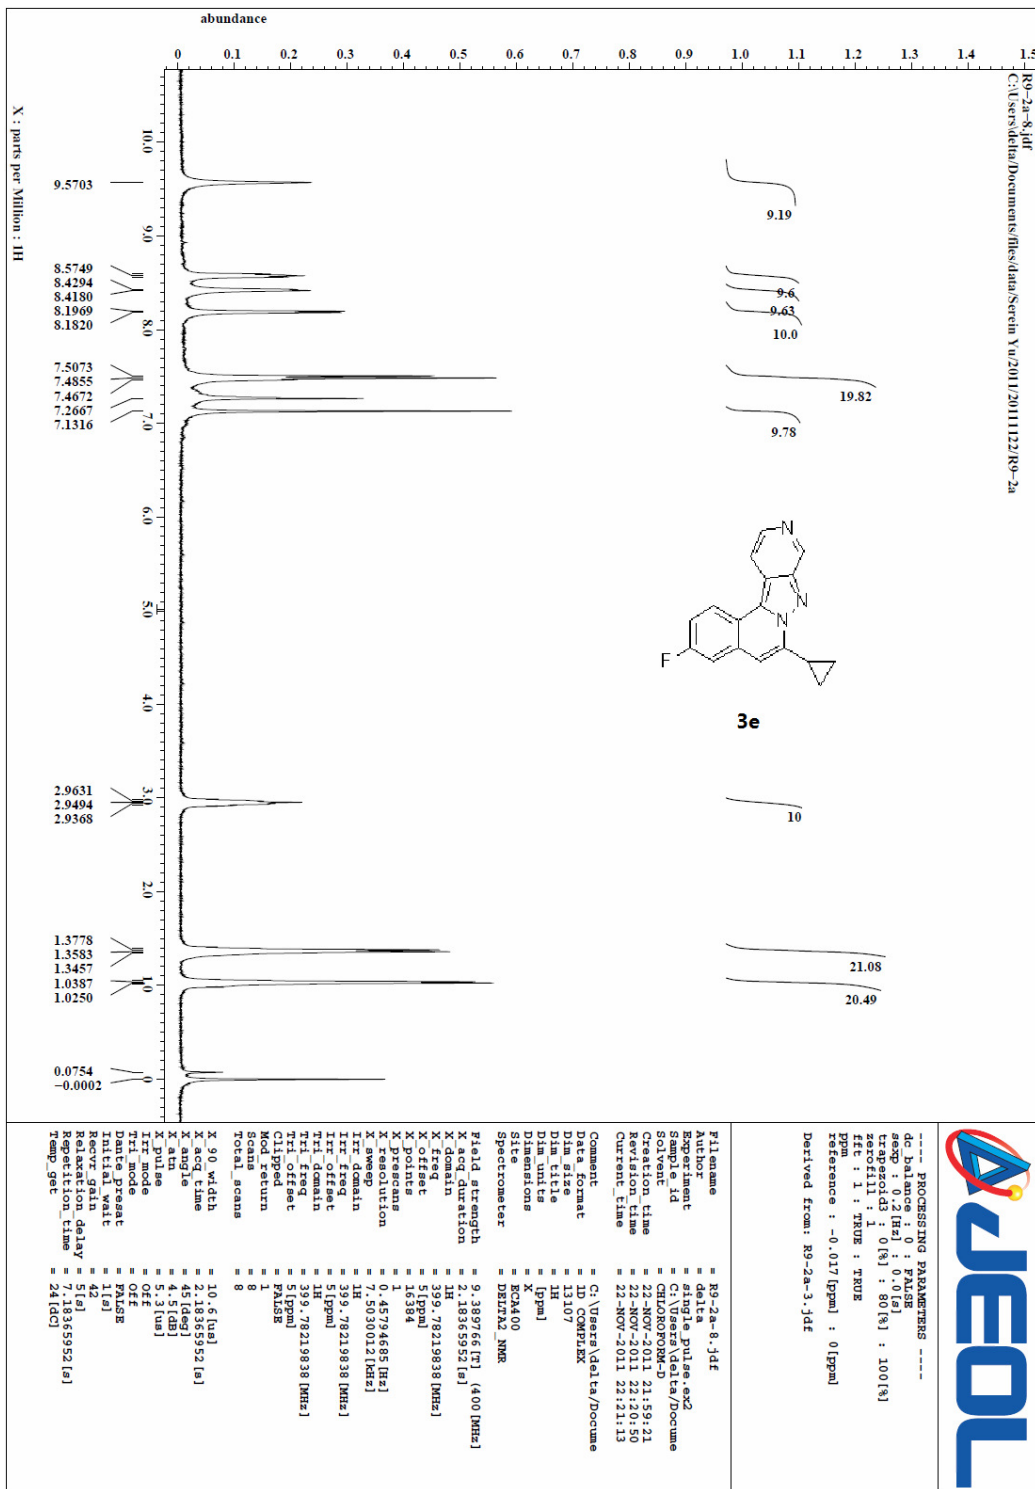 abundance
0 0.1 0.2 0.3 0.4 0.5 0.6 0.7 0.8 0.9 1.0 1.1 1.2 1.3 1.4 1.5
R9-2a-8.jdf
C:\Users\delta/Documents/files/data/Serein Yu/2011/20111122/R9-2a
10.0 9.0 8.0 7.0 6.0 5.0 4.0 3.0 2.0 1.0 0
X : parts per Million : 1H
9.5703
8.5749
8.4294
8.4180
8.1969
8.1820
7.5073
7.4855
7.4672
7.2667
7.1316
2.9631
2.9494
2.9368
1.3778
1.3583
1.3457
1.0387
1.0250
0.0754
-0.0002
9.19
9.6
9.63
10.0
19.82
9.78
10
21.08
20.49
N
N
N
F
3e
JEOL
---- PROCESSING PARAMETERS ----
dc_balance : 0 : FALSE
sexp : 0.2[Hz] : 0.0[s]
trapezoid3 : 0[%] : 80[%] : 100[%]
zerofill : 1
fft : 1 : TRUE : TRUE
ppm
reference : -0.017[ppm] : 0[ppm]
Derived from: R9-2a-3.jdf
Filename = R9-2a-8.jdf
Author = delta
Experiment = single_pulse.ex2
Sample_id = C:\Users\delta/Docume
Solvent = CHLOROFORM-D
Creation_time = 22-NOV-2011 21:59:21
Revision_time = 22-NOV-2011 22:20:50
Current_time = 22-NOV-2011 22:21:13
Comment = C:\Users\delta/Docume
Data_format = 1D COMPLEX
Dim_size = 13107
Dim_title = 1H
Dim_units = [ppm]
Dimensions = X
Site = ECA400
Spectrometer = DELTA2_NMR
Field_strength = 9.3897666[T] (400[MHz]
X_acq_duration = 2.18365952[s]
X_domain = 1H
X_freq = 399.78219838[MHz]
X_offset = 5[ppm]
X_points = 16384
X_prescans = 1
X_resolution = 0.45794685[Hz]
X_sweep = 7.5030012[kHz]
Irr_domain = 1H
Irr_freq = 399.78219838[MHz]
Irr_offset = 5[ppm]
Tri_domain = 1H
Tri_freq = 399.78219838[MHz]
Tri_offset = 5[ppm]
Clipped = FALSE
Mod_return = 1
Scans = 8
Total_scans = 8
X_90_width = 10.6[us]
X_acq_time = 2.18365952[s]
X_angle = 45[deg]
X_atn = 4.5[dB]
X_pulse = 5.3[us]
Irr_mode = Off
Tri_mode = Off
Dante_presat = FALSE
Initial_wait = 1[s]
Recvr_gain = 42
Relaxation_delay = 5[s]
Repetition_time = 7.18365952[s]
Temp_get = 24[dC]